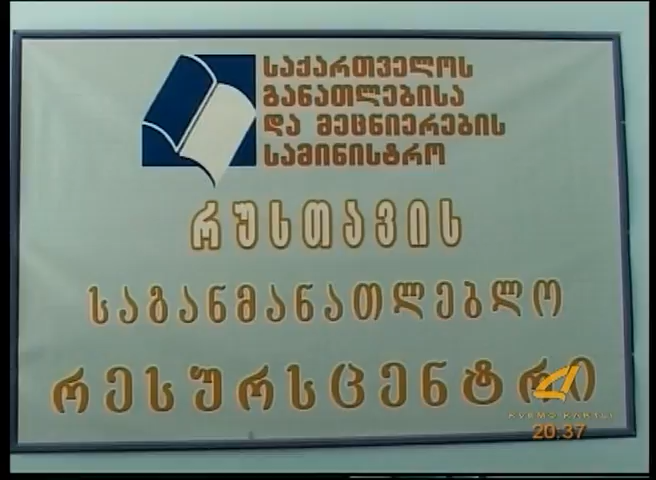 საქართველოს
განათლებისა
და მეცნიერების
სამინისტრო
რუსთავის
საგანმანათლებლო
რესურსცენტრი
KVEMO KARTLI
20:37